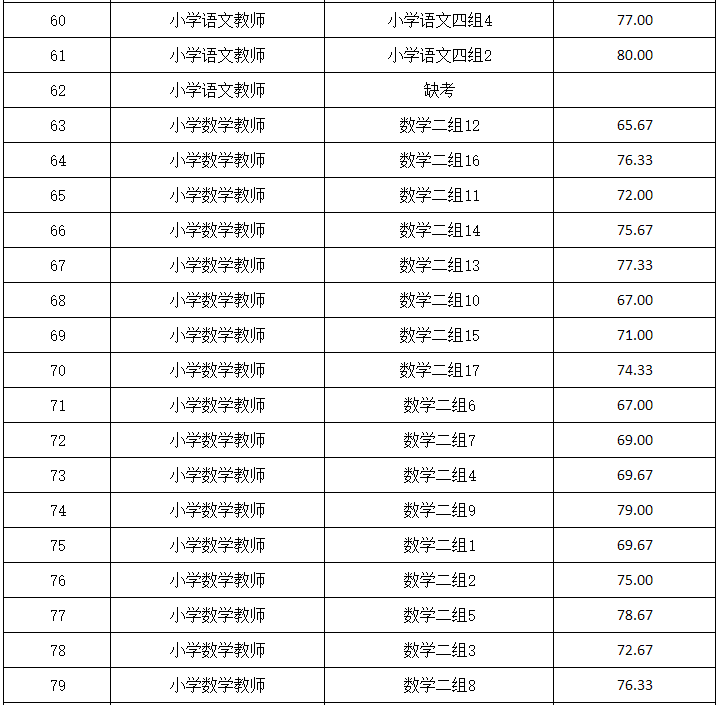 60 小学语文教师 小学语文四组4 77.00
61 小学语文教师 小学语文四组2 80.00
62 小学语文教师 缺考
63 小学数学教师 数学二组12 65.67
64 小学数学教师 数学二组16 76.33
65 小学数学教师 数学二组11 72.00
66 小学数学教师 数学二组14 75.67
67 小学数学教师 数学二组13 77.33
68 小学数学教师 数学二组10 67.00
69 小学数学教师 数学二组15 71.00
70 小学数学教师 数学二组17 74.33
71 小学数学教师 数学二组6 67.00
72 小学数学教师 数学二组7 69.00
73 小学数学教师 数学二组4 69.67
74 小学数学教师 数学二组9 79.00
75 小学数学教师 数学二组1 69.67
76 小学数学教师 数学二组2 75.00
77 小学数学教师 数学二组5 78.67
78 小学数学教师 数学二组3 72.67
79 小学数学教师 数学二组8 76.33